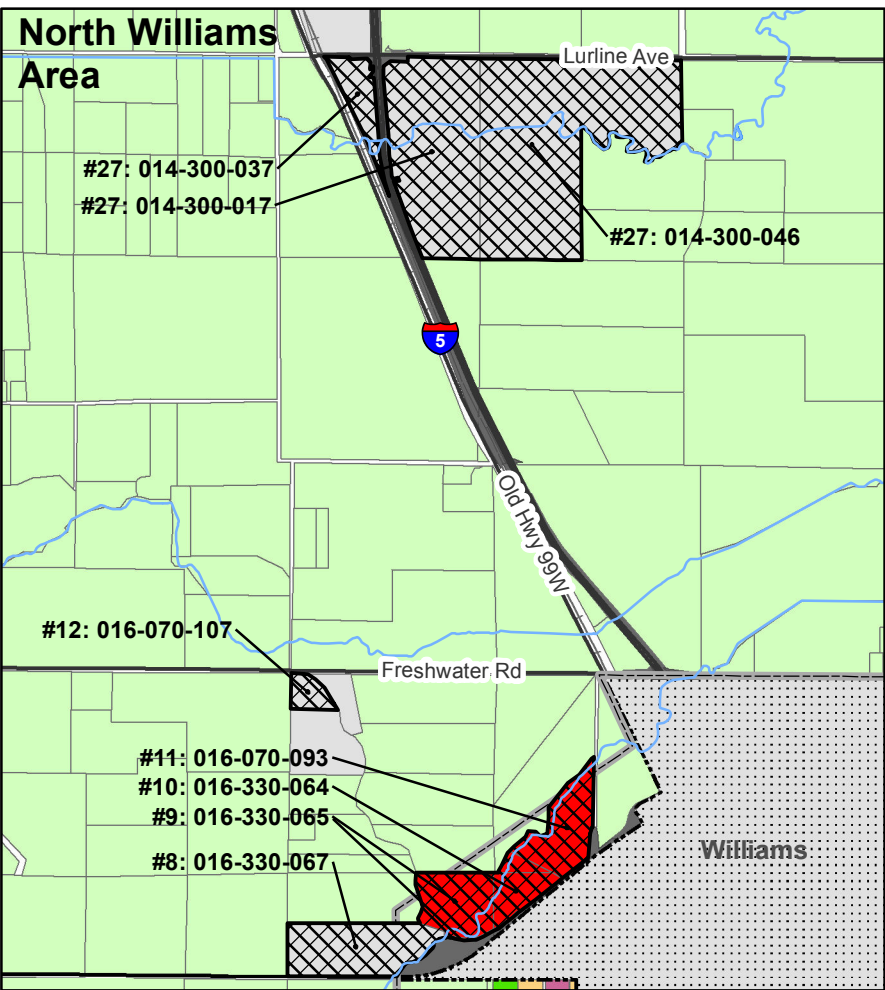 North Williams
Area
Lurline Ave
#27: 014-300-037
#27: 014-300-017
#27: 014-300-046
5
Old Hwy 99W
#12: 016-070-107
Freshwater Rd
#11: 016-070-093
#10: 016-330-064
#9: 016-330-065
#8: 016-330-067
Williams